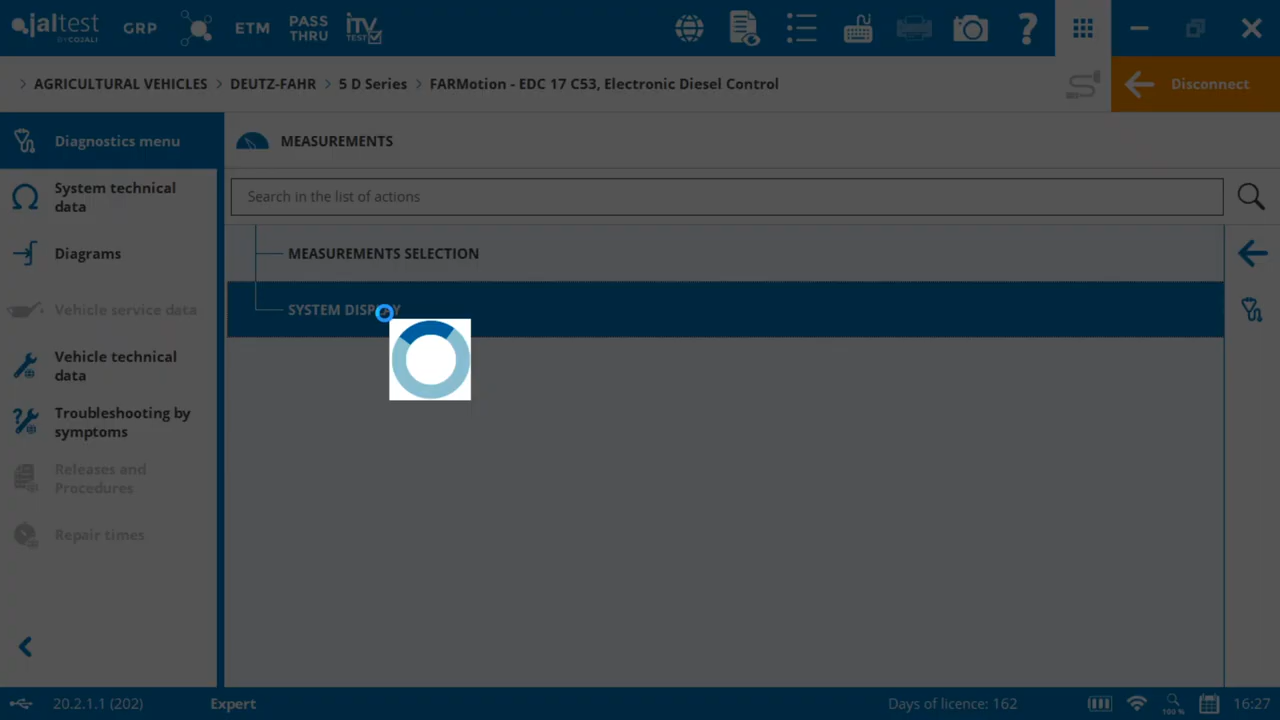 jaltest
BY COJALI
GRP
ETM
PASS
THRU
iTV
TEST
> AGRICULTURAL VEHICLES > DEUTZ-FAHR > 5 D Series > FARMotion - EDC 17 C53, Electronic Diesel Control
Disconnect
Diagnostics menu
MEASUREMENTS
System technical
data
Search in the list of actions
Diagrams
MEASUREMENTS SELECTION
Vehicle service data
SYSTEM DISPLAY
Vehicle technical
data
Troubleshooting by
symptoms
Releases and
Procedures
Repair times
20.2.1.1 (202)
Expert
Days of licence: 162
100 %
16:27